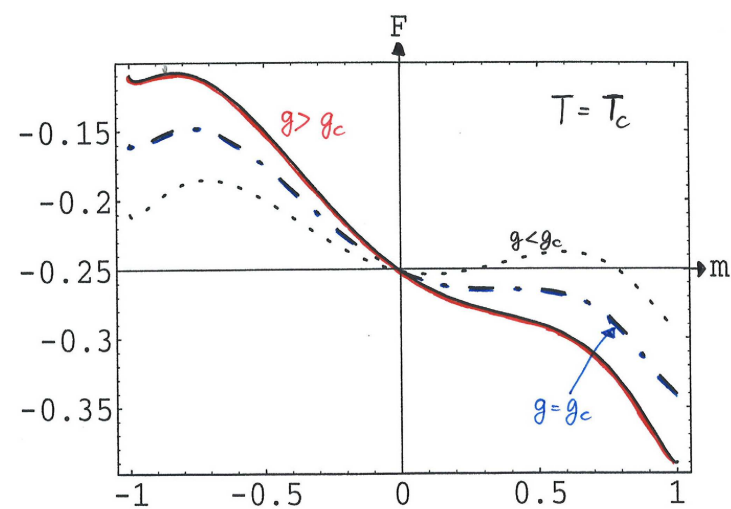 F
T = Tc
g > gc
-0.15
-0.2
g < gc
-0.25
m
-0.3
-0.35
g = gc
-1 -0.5 0 0.5 1